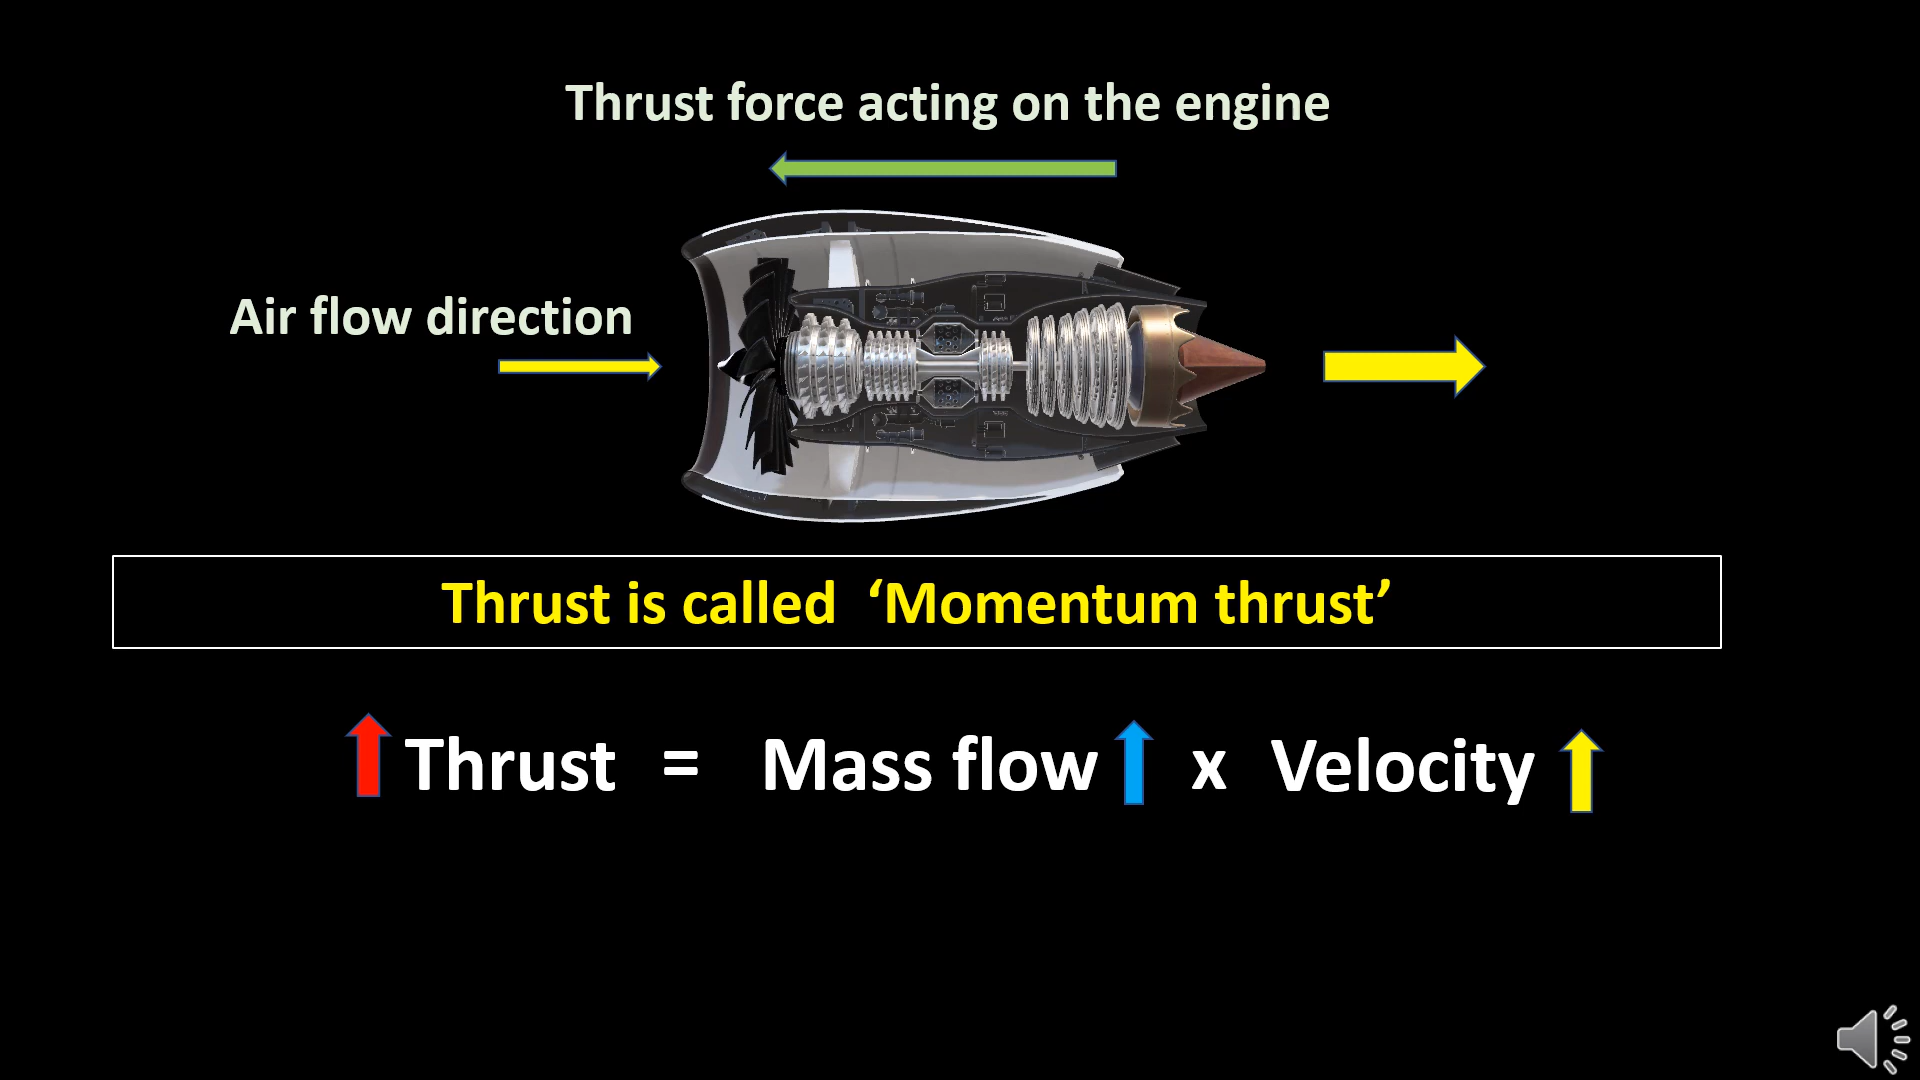 Thrust force acting on the engine
Air flow direction
Thrust is called ‘Momentum thrust’
Thrust = Mass flow x Velocity